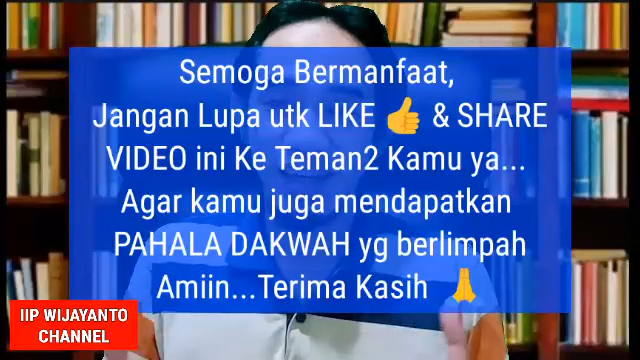 Semoga Bermanfaat,
Jangan Lupa utk LIKE 👍 & SHARE
VIDEO ini Ke Teman2 Kamu ya...
Agar kamu juga mendapatkan
PAHALA DAKWAH yg berlimpah
Amiin...Terima Kasih 🙏
IIP WIJAYANTO
CHANNEL